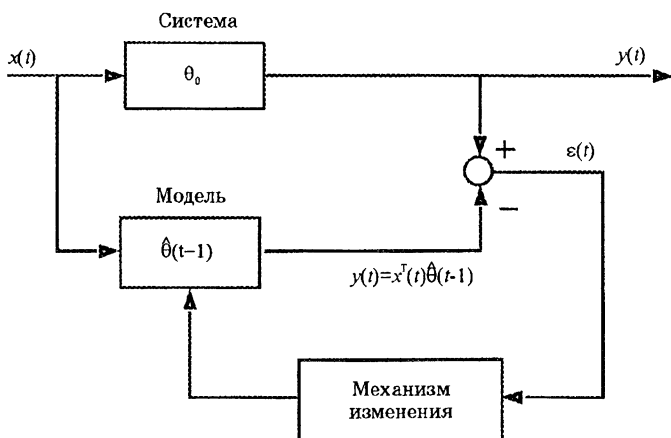 Система
x(t)
y(t)
θ₀
+
ε(t)
Модель
−
θ̂(t−1)
y(t)=xᵀ(t)θ̂(t-1)
Механизм
изменения